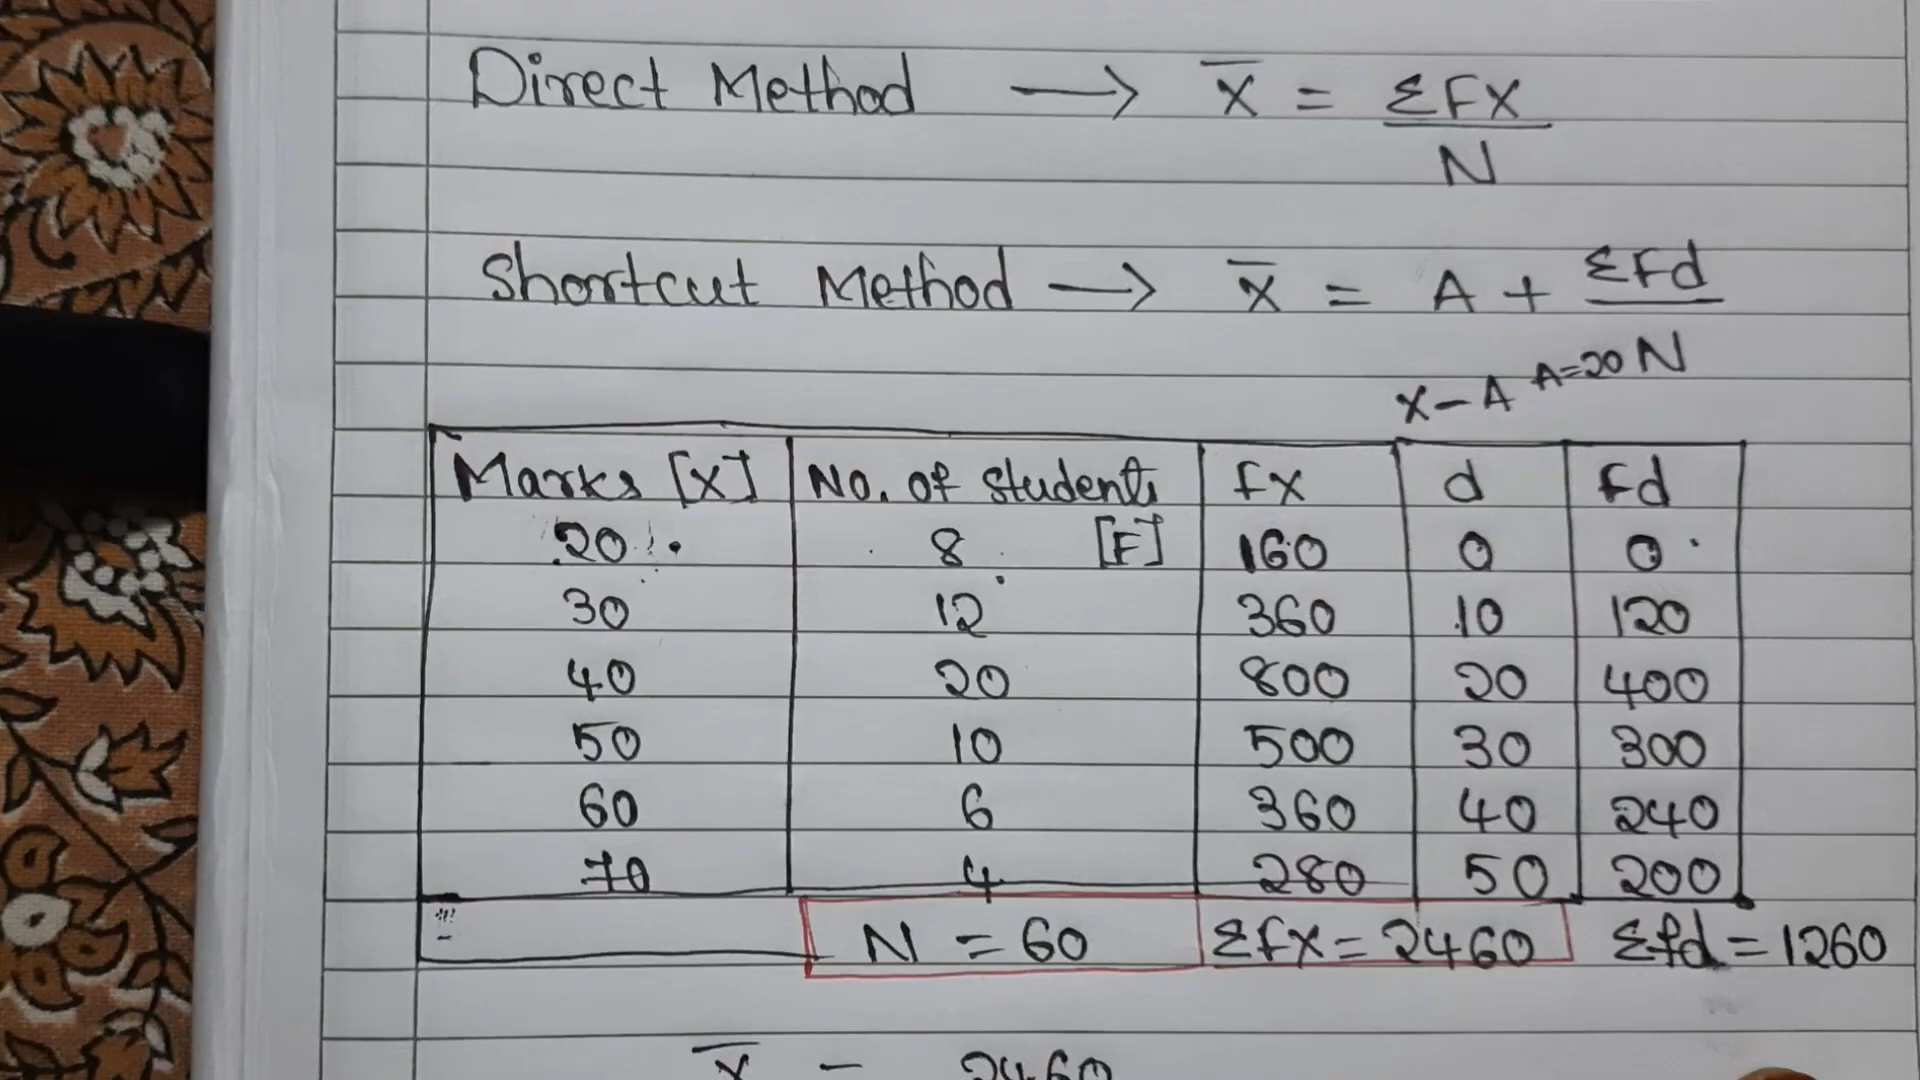 Direct Method → X̄ = ΣFX / N
Shortcut Method → X̄ = A + ΣFd / N
X-A A=20
Marks [X] No. of students [F] FX d Fd
20 8 160 0 0
30 12 360 10 120
40 20 800 20 400
50 10 500 30 300
60 6 360 40 240
70 4 280 50 200
N = 60 ΣFX = 2460 Σfd = 1260
X̄ = 2460